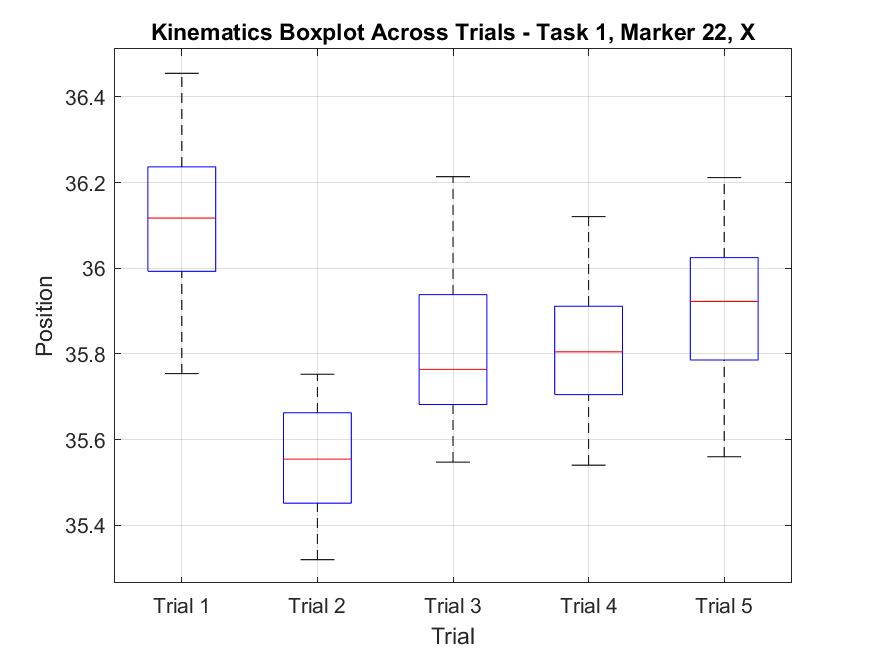 Kinematics Boxplot Across Trials - Task 1, Marker 22, X
Position
36.4
36.2
36
35.8
35.6
35.4
Trial 1 Trial 2 Trial 3 Trial 4 Trial 5
Trial